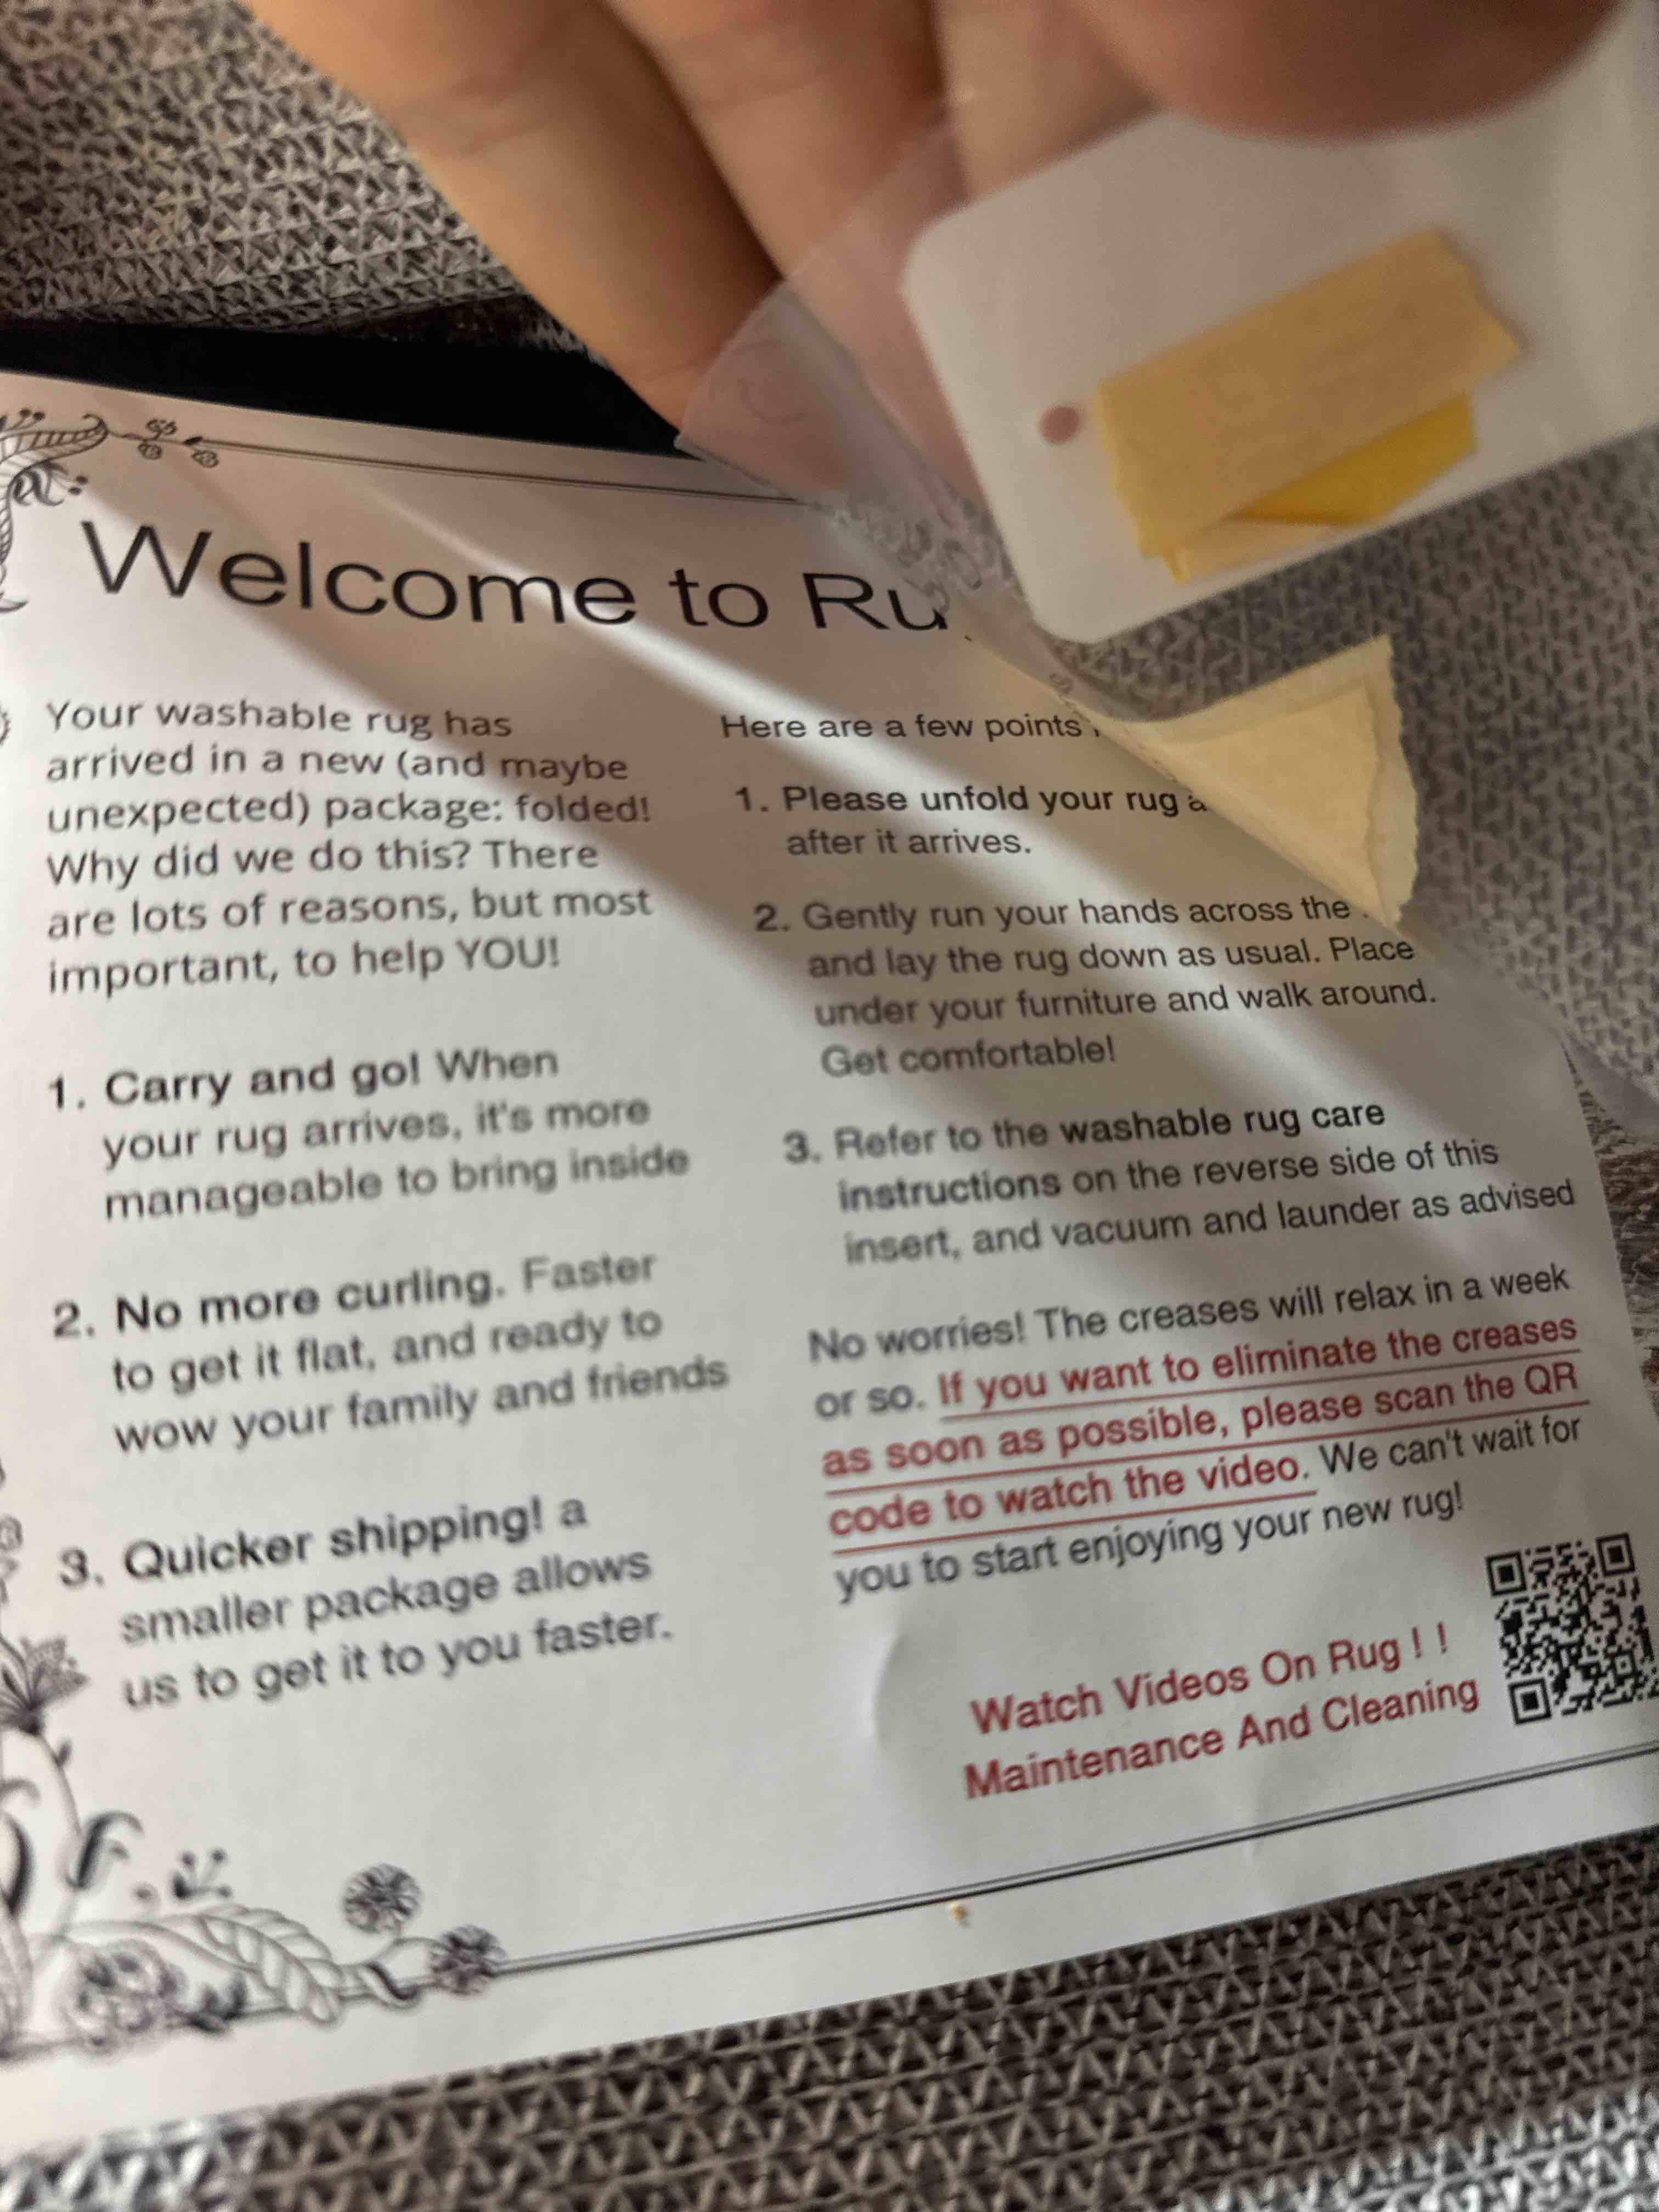 Welcome to Ru
Your washable rug has
arrived in a new (and maybe
unexpected) package: folded!
Why did we do this? There
are lots of reasons, but most
important, to help YOU!
1. Carry and go! When
your rug arrives, it's more
manageable to bring inside
2. No more curling. Faster
to get it flat, and ready to
wow your family and friends
3. Quicker shipping! a
smaller package allows
us to get it to you faster.
Here are a few points
1. Please unfold your rug a
after it arrives.
2. Gently run your hands across the
and lay the rug down as usual. Place
under your furniture and walk around.
Get comfortable!
3. Refer to the washable rug care
instructions on the reverse side of this
insert, and vacuum and launder as advised
No worries! The creases will relax in a week
or so. If you want to eliminate the creases
as soon as possible, please scan the QR
code to watch the video. We can't wait for
you to start enjoying your new rug!
Watch Videos On Rug ! !
Maintenance And Cleaning